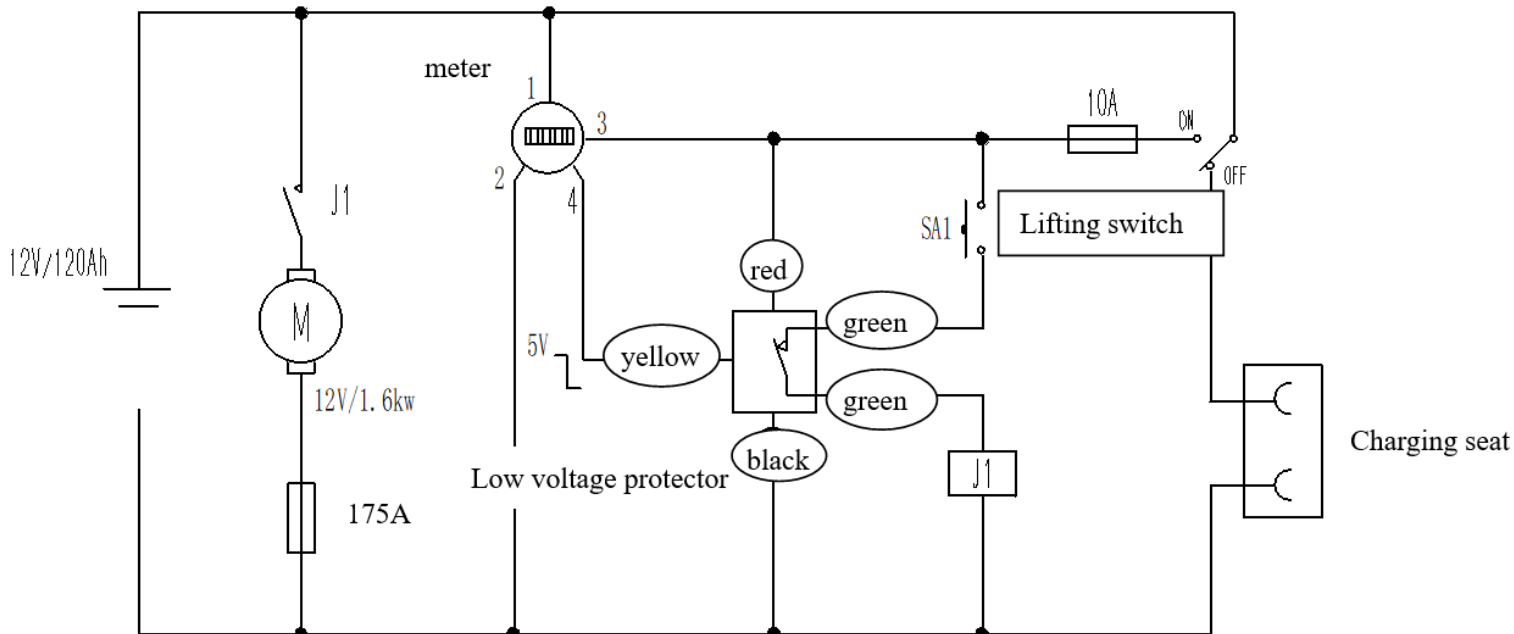 meter
1
3
10A
ON
2
4
OFF
J1
SA1
Lifting switch
12V/120Ah
red
M
green
5V
yellow
12V/1.6kw
green
Charging seat
black
Low voltage protector
J1
175A